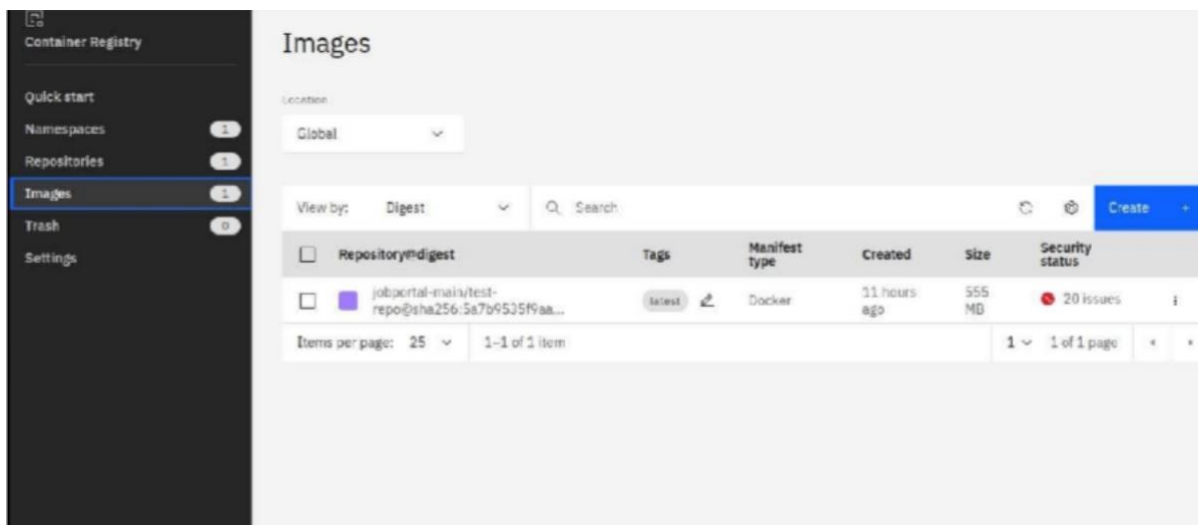 Container Registry
Quick start
Namespaces 1
Repositories 1
Images 1
Trash 0
Settings
Images
Location
Global
View by: Digest
Search
Create +
Repository@digest Tags Manifest type Created Size Security status
jobportal-main/test-
repo@sha256:5a7b9535f9aa...
latest
Docker
11 hours
ago
555
MB
20 issues
Items per page: 25
1–1 of 1 item
1
1 of 1 page